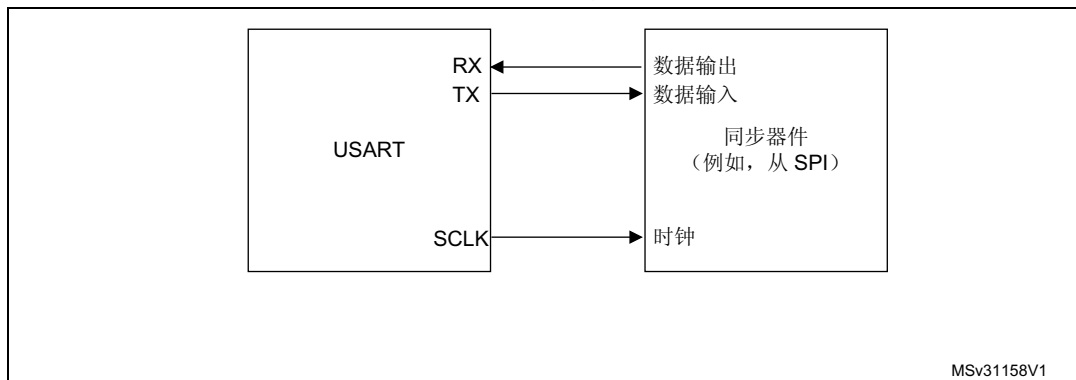 RX
数据输出
TX
数据输入
USART
同步器件
（例如，从 SPI）
SCLK
时钟
MSv31158V1